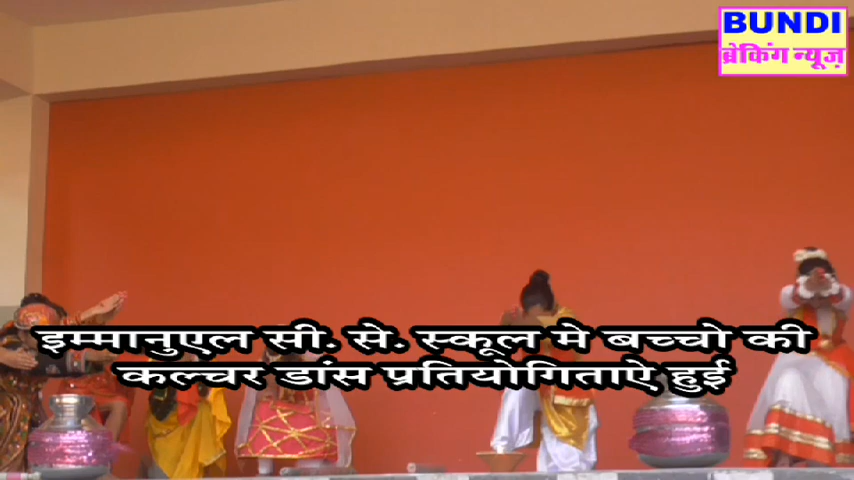 BUNDI
ब्रेकिंग न्यूज़
इम्मानुएल सी. से. स्कूल मे बच्चो की
कल्चर डांस प्रतियोगिताऐ हुई